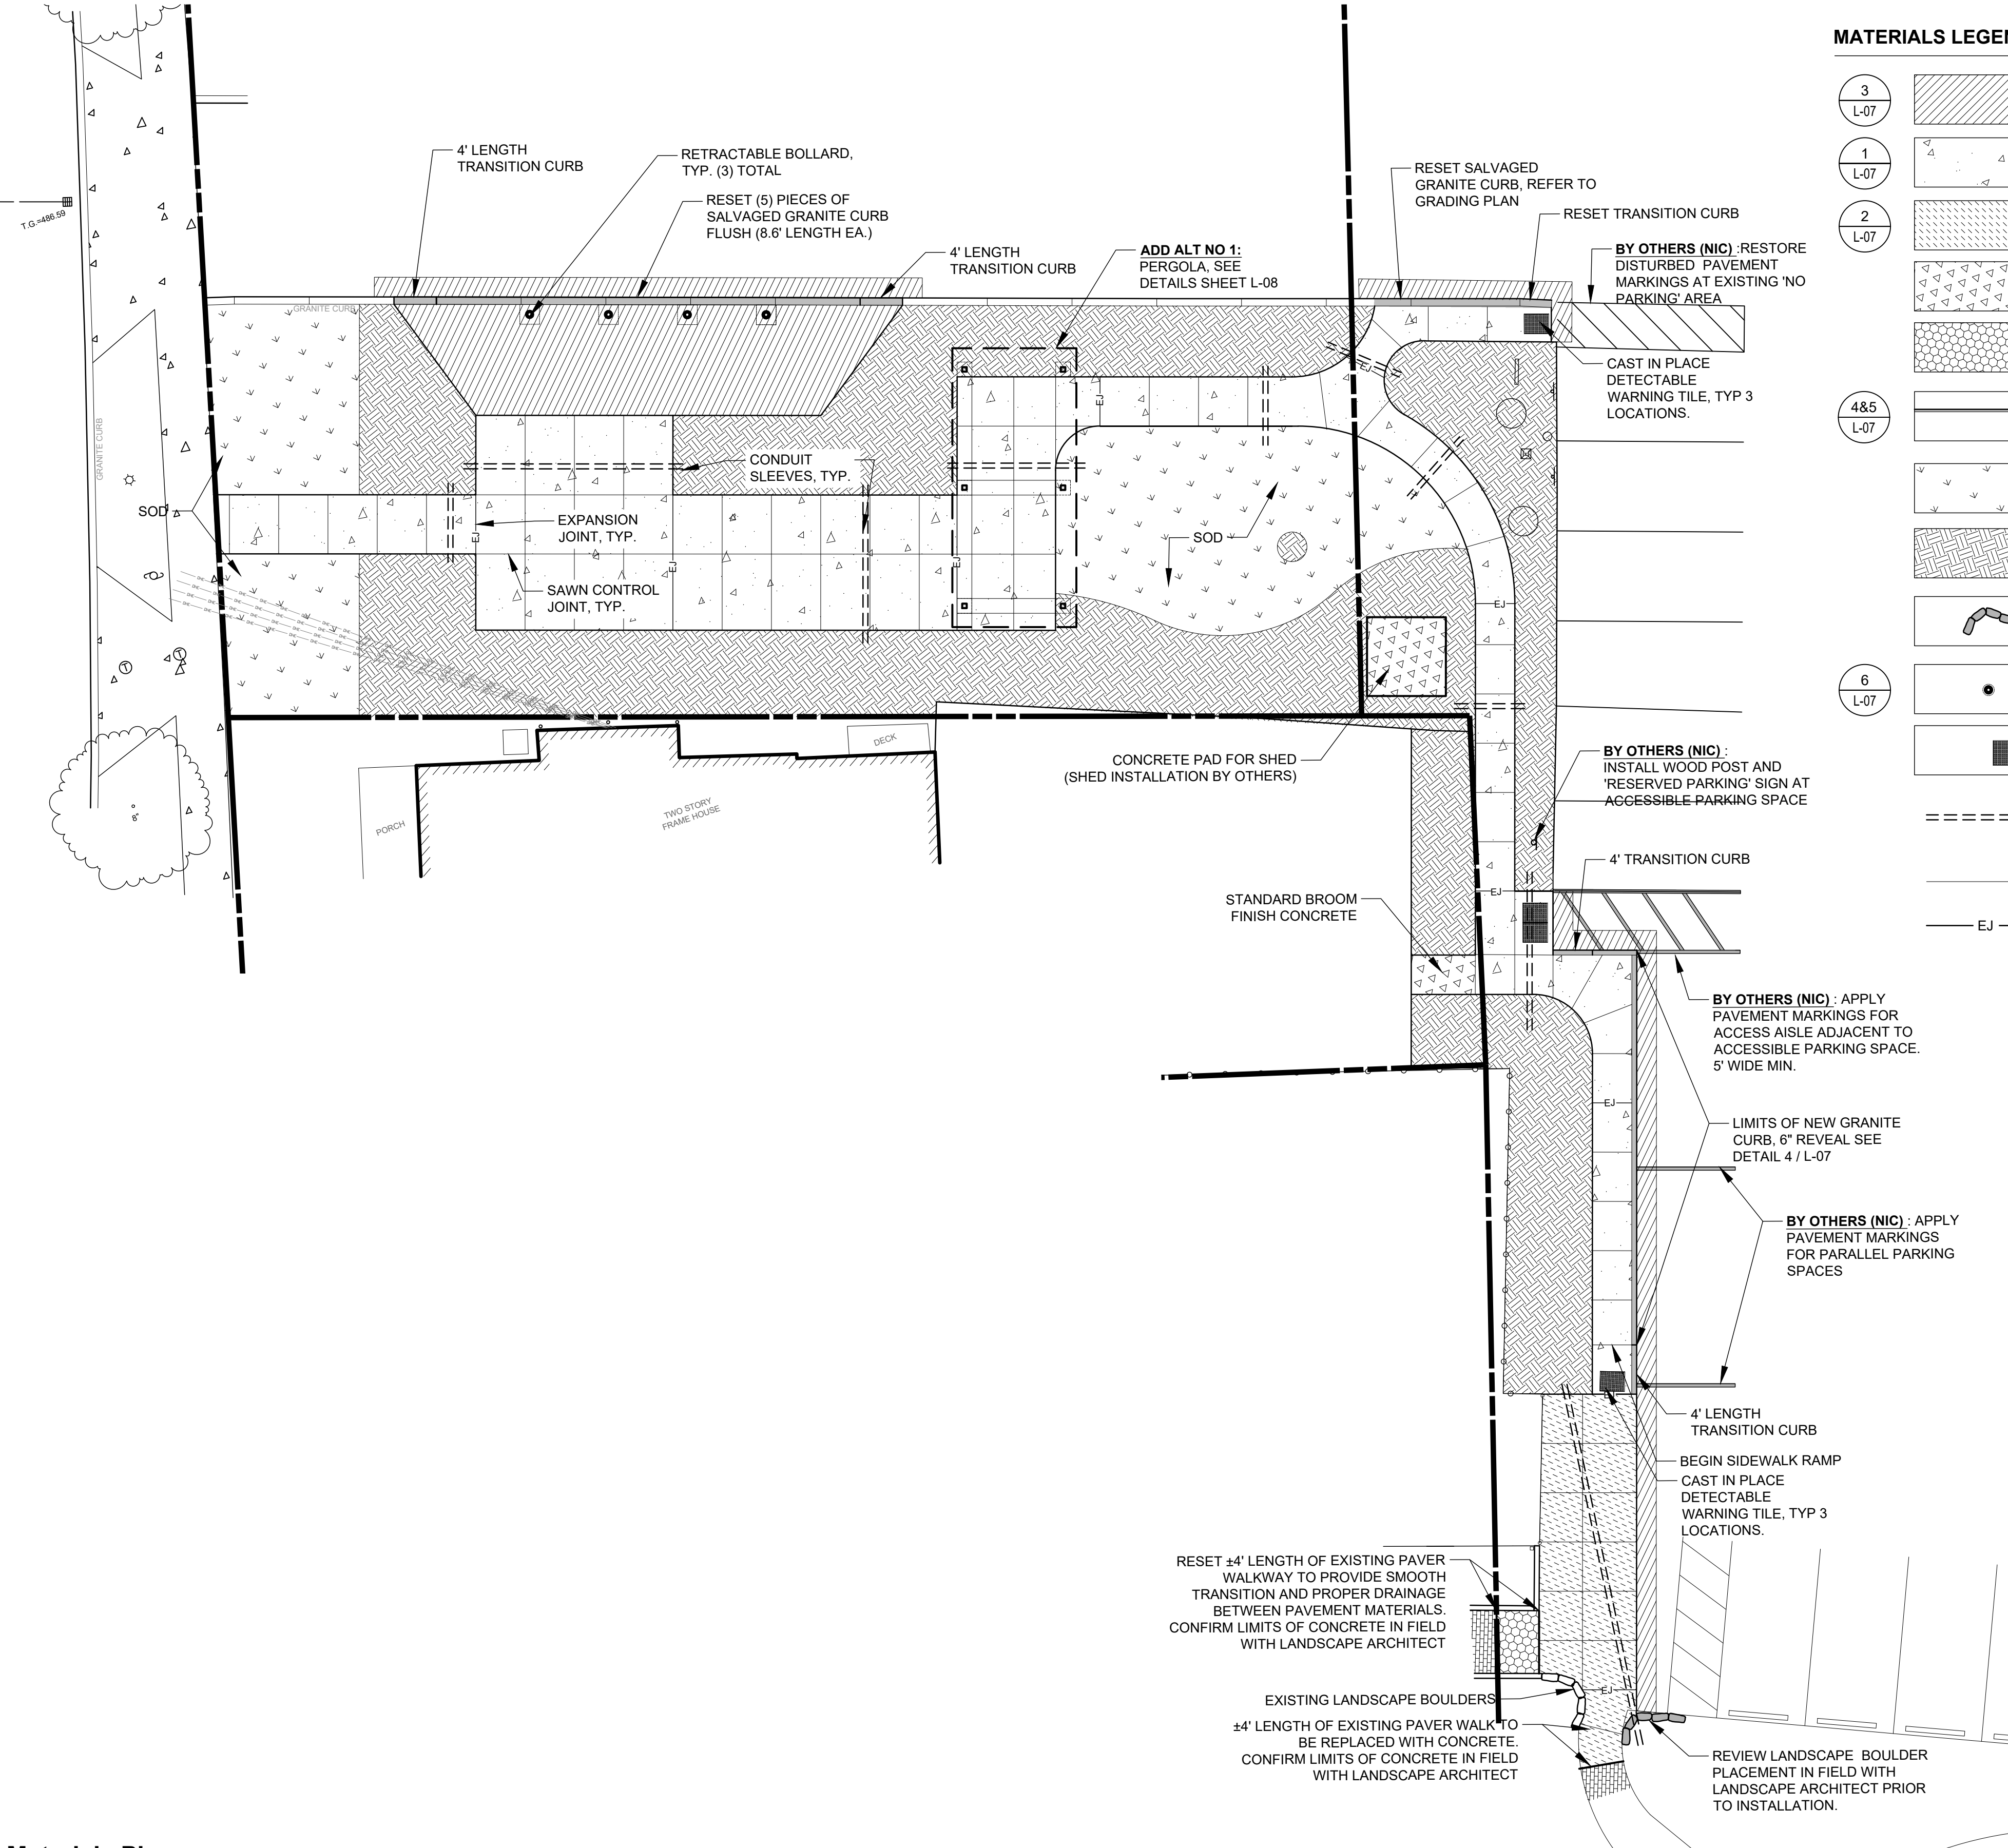 MATERIALS LEGEN
3
L-07
1
L-07
2
L-07
4&5
L-07
6
L-07
EJ
T.G.=486.59
4' LENGTH
TRANSITION CURB
RETRACTABLE BOLLARD,
TYP. (3) TOTAL
RESET (5) PIECES OF
SALVAGED GRANITE CURB
FLUSH (8.6' LENGTH EA.)
4' LENGTH
TRANSITION CURB
ADD ALT NO 1:
PERGOLA, SEE
DETAILS SHEET L-08
RESET SALVAGED
GRANITE CURB, REFER TO
GRADING PLAN
RESET TRANSITION CURB
BY OTHERS (NIC) :RESTORE
DISTURBED PAVEMENT
MARKINGS AT EXISTING 'NO
PARKING' AREA
CAST IN PLACE
DETECTABLE
WARNING TILE, TYP 3
LOCATIONS.
GRANITE CURB
GRANITE CURB
EJ
EJ
CONDUIT
SLEEVES, TYP.
SOD
EXPANSION
JOINT, TYP.
EJ
EJ
EJ
SOD
SAWN CONTROL
JOINT, TYP.
EJ
T
T
8"
DECK
PORCH
TWO STORY
FRAME HOUSE
CONCRETE PAD FOR SHED
(SHED INSTALLATION BY OTHERS)
BY OTHERS (NIC) :
INSTALL WOOD POST AND
'RESERVED PARKING' SIGN AT
ACCESSIBLE PARKING SPACE
4' TRANSITION CURB
EJ
STANDARD BROOM
FINISH CONCRETE
BY OTHERS (NIC) : APPLY
PAVEMENT MARKINGS FOR
ACCESS AISLE ADJACENT TO
ACCESSIBLE PARKING SPACE.
5' WIDE MIN.
EJ
LIMITS OF NEW GRANITE
CURB, 6" REVEAL SEE
DETAIL 4 / L-07
BY OTHERS (NIC) : APPLY
PAVEMENT MARKINGS
FOR PARALLEL PARKING
SPACES
EJ
4' LENGTH
TRANSITION CURB
BEGIN SIDEWALK RAMP
CAST IN PLACE
DETECTABLE
WARNING TILE, TYP 3
LOCATIONS.
RESET ±4' LENGTH OF EXISTING PAVER
WALKWAY TO PROVIDE SMOOTH
TRANSITION AND PROPER DRAINAGE
BETWEEN PAVEMENT MATERIALS.
CONFIRM LIMITS OF CONCRETE IN FIELD
WITH LANDSCAPE ARCHITECT
EJ
EXISTING LANDSCAPE BOULDERS
±4' LENGTH OF EXISTING PAVER WALK TO
BE REPLACED WITH CONCRETE.
CONFIRM LIMITS OF CONCRETE IN FIELD
WITH LANDSCAPE ARCHITECT
REVIEW LANDSCAPE BOULDER
PLACEMENT IN FIELD WITH
LANDSCAPE ARCHITECT PRIOR
TO INSTALLATION.